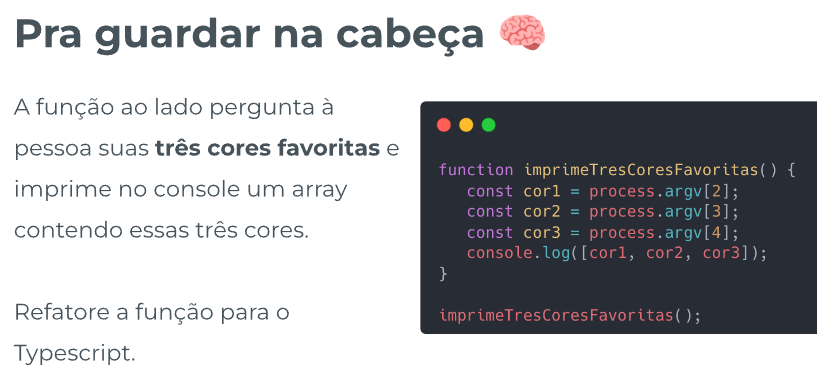 Pra guardar na cabeça 🧠
A função ao lado pergunta à
pessoa suas três cores favoritas e
imprime no console um array
contendo essas três cores.
Refatore a função para o
Typescript.
function imprimeTresCoresFavoritas() {
const cor1 = process.argv[2];
const cor2 = process.argv[3];
const cor3 = process.argv[4];
console.log([cor1, cor2, cor3]);
}
imprimeTresCoresFavoritas();